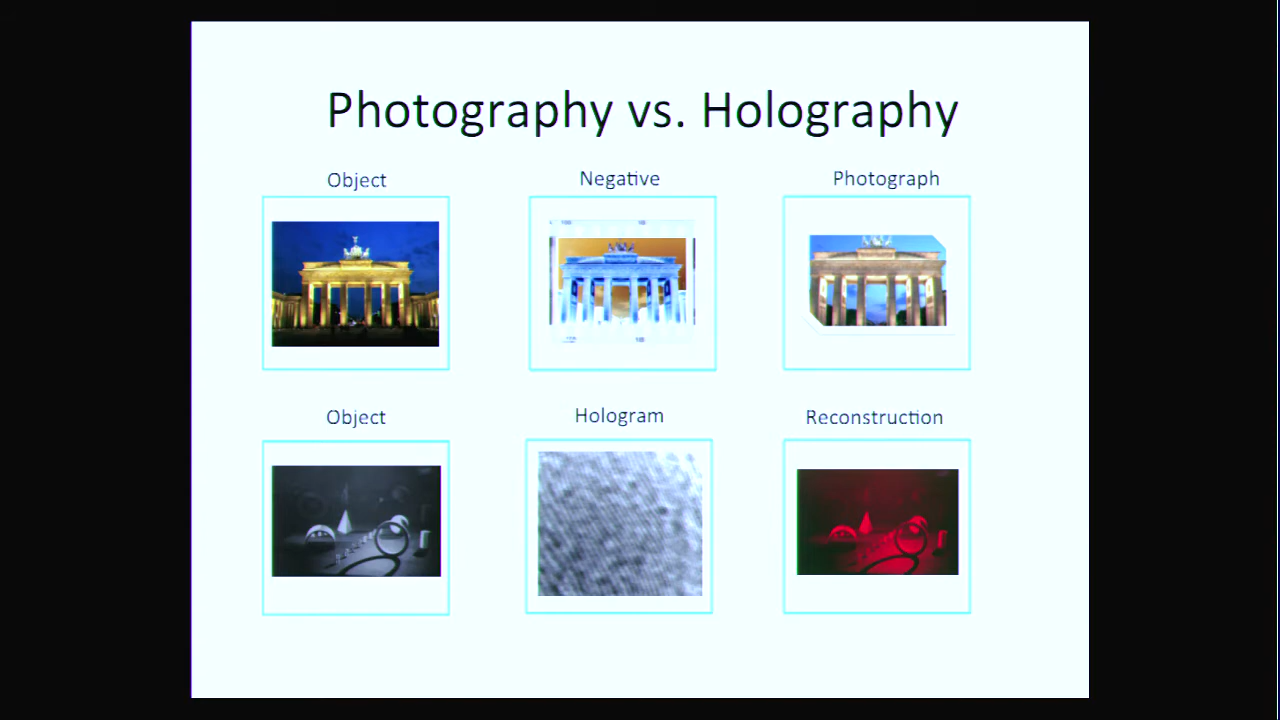 Photography vs. Holography
Object
Negative
Photograph
Object
Hologram
Reconstruction